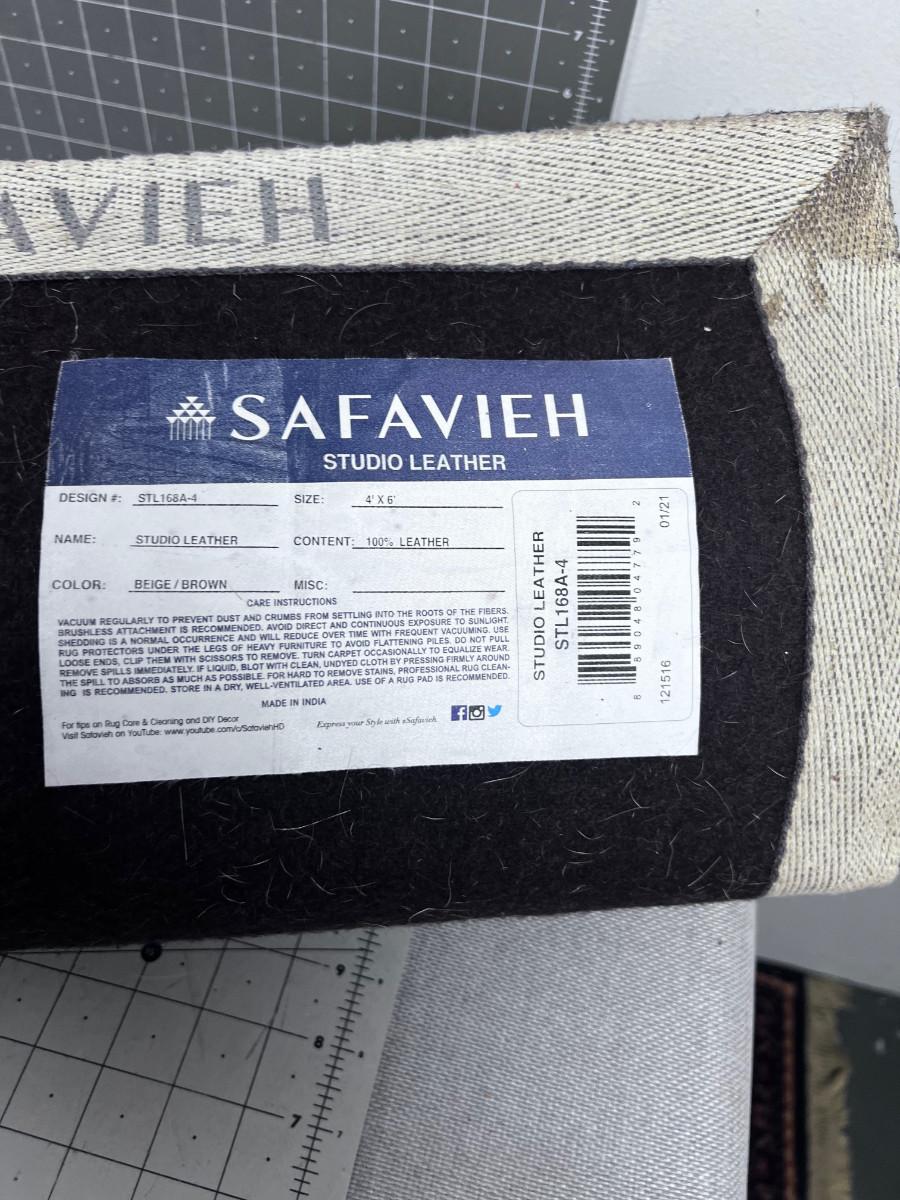 7
6
AVIEH
SAFAVIEH
STUDIO LEATHER
DESIGN #: STL168A-4
SIZE: 4' X 6'
NAME: STUDIO LEATHER
CONTENT: 100% LEATHER
COLOR: BEIGE / BROWN
MISC:
CARE INSTRUCTIONS
VACUUM REGULARLY TO PREVENT DUST AND CRUMBS FROM SETTLING INTO THE ROOTS OF THE FIBERS.
BRUSHLESS ATTACHMENT IS RECOMMENDED. AVOID DIRECT AND CONTINUOUS EXPOSURE TO SUNLIGHT.
SHEDDING IS A NORMAL OCCURRENCE AND WILL REDUCE OVER TIME WITH FREQUENT VACUUMING. USE
RUG PROTECTORS UNDER THE LEGS OF HEAVY FURNITURE TO AVOID FLATTENING PILES. DO NOT PULL
LOOSE ENDS, CLIP THEM WITH SCISSORS TO REMOVE. TURN CARPET OCCASIONALLY TO EQUALIZE WEAR.
REMOVE SPILLS IMMEDIATELY. IF LIQUID, BLOT WITH CLEAN, UNDYED CLOTH BY PRESSING FIRMLY AROUND
THE SPILL TO ABSORB AS MUCH AS POSSIBLE. FOR HARD TO REMOVE STAINS, PROFESSIONAL RUG CLEAN-
ING IS RECOMMENDED. STORE IN A DRY, WELL-VENTILATED AREA. USE OF A RUG PAD IS RECOMMENDED.
MADE IN INDIA
For tips on Rug Care & Cleaning and DIY Decor
Visit Safavieh on YouTube: www.youtube.com/c/SafaviehHD
Express your Style with #Safavieh.
STUDIO LEATHER
STL168A-4
8 89048 04779 2
121516 01/21
9
8
8
7
7